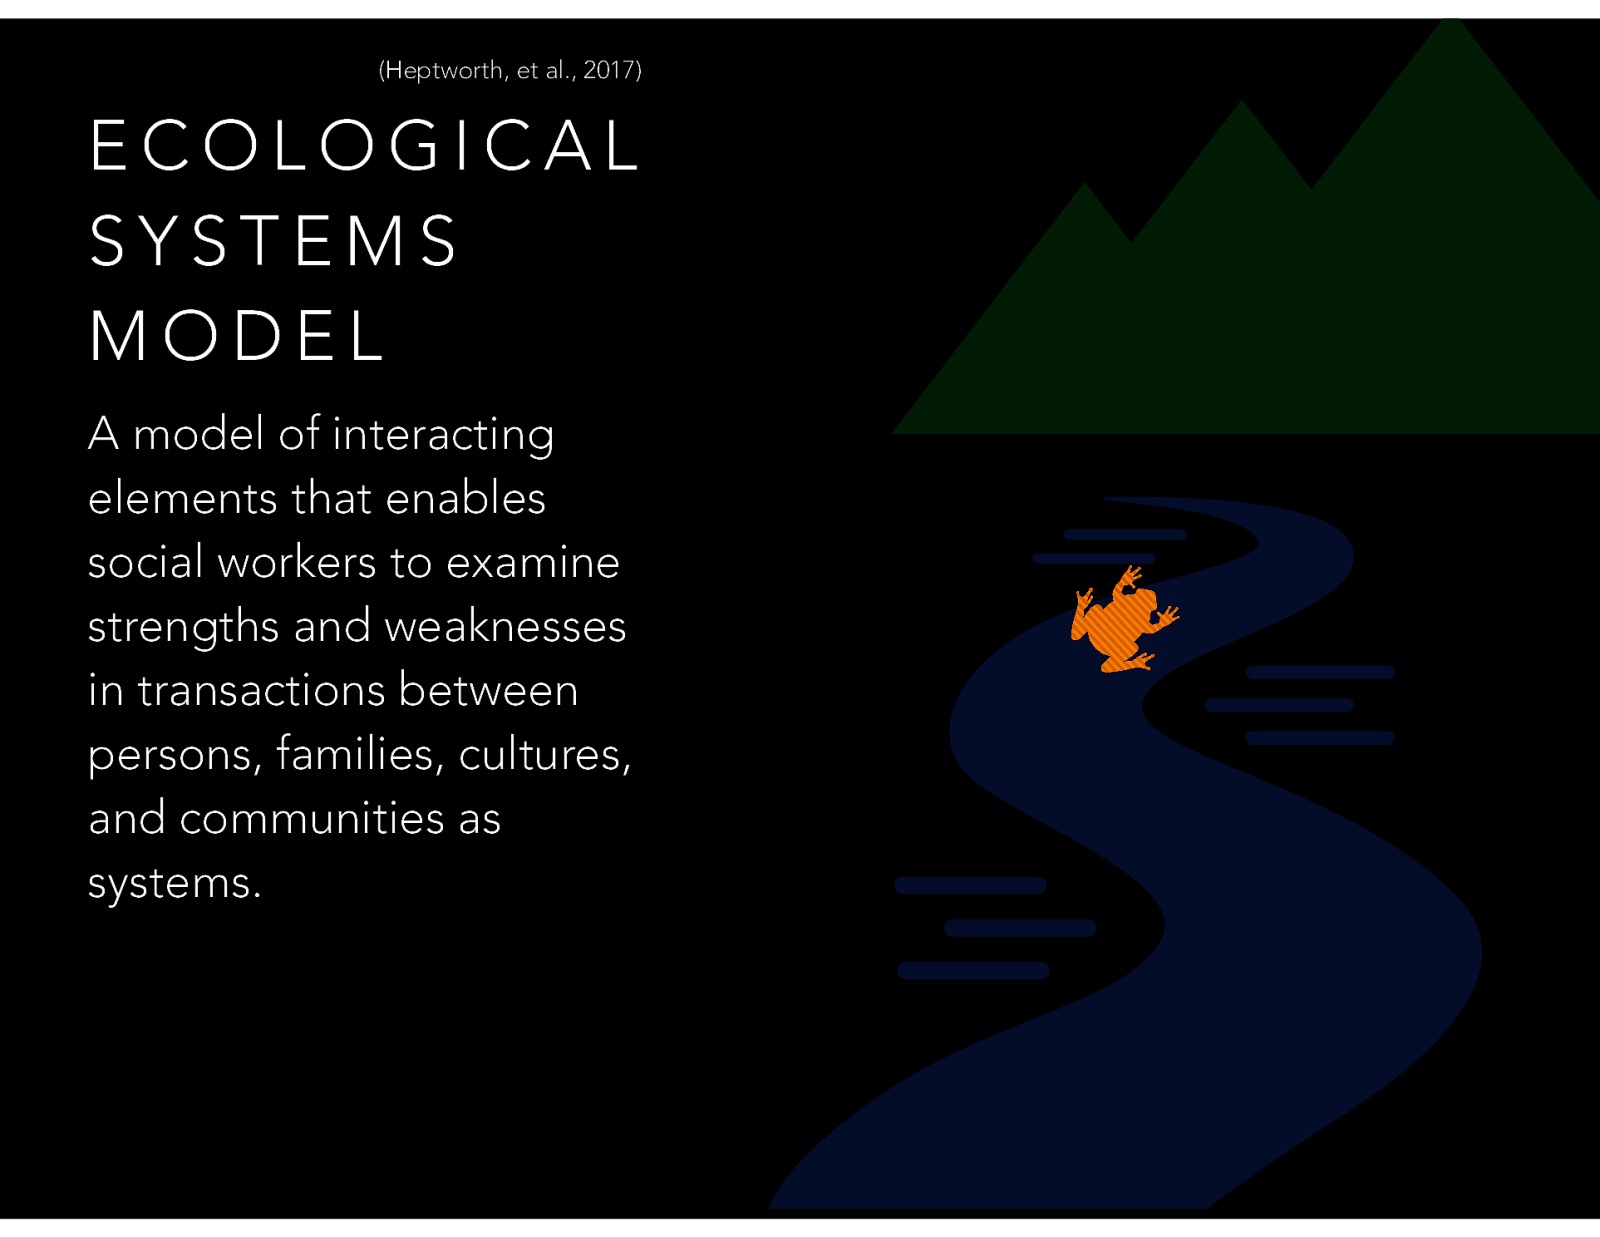 (Heptworth, et al., 2017)
ECOLOGICAL
SYSTEMS
MODEL
A model of interacting
elements that enables
social workers to examine
strengths and weaknesses
in transactions between
persons, families, cultures,
and communities as
systems.